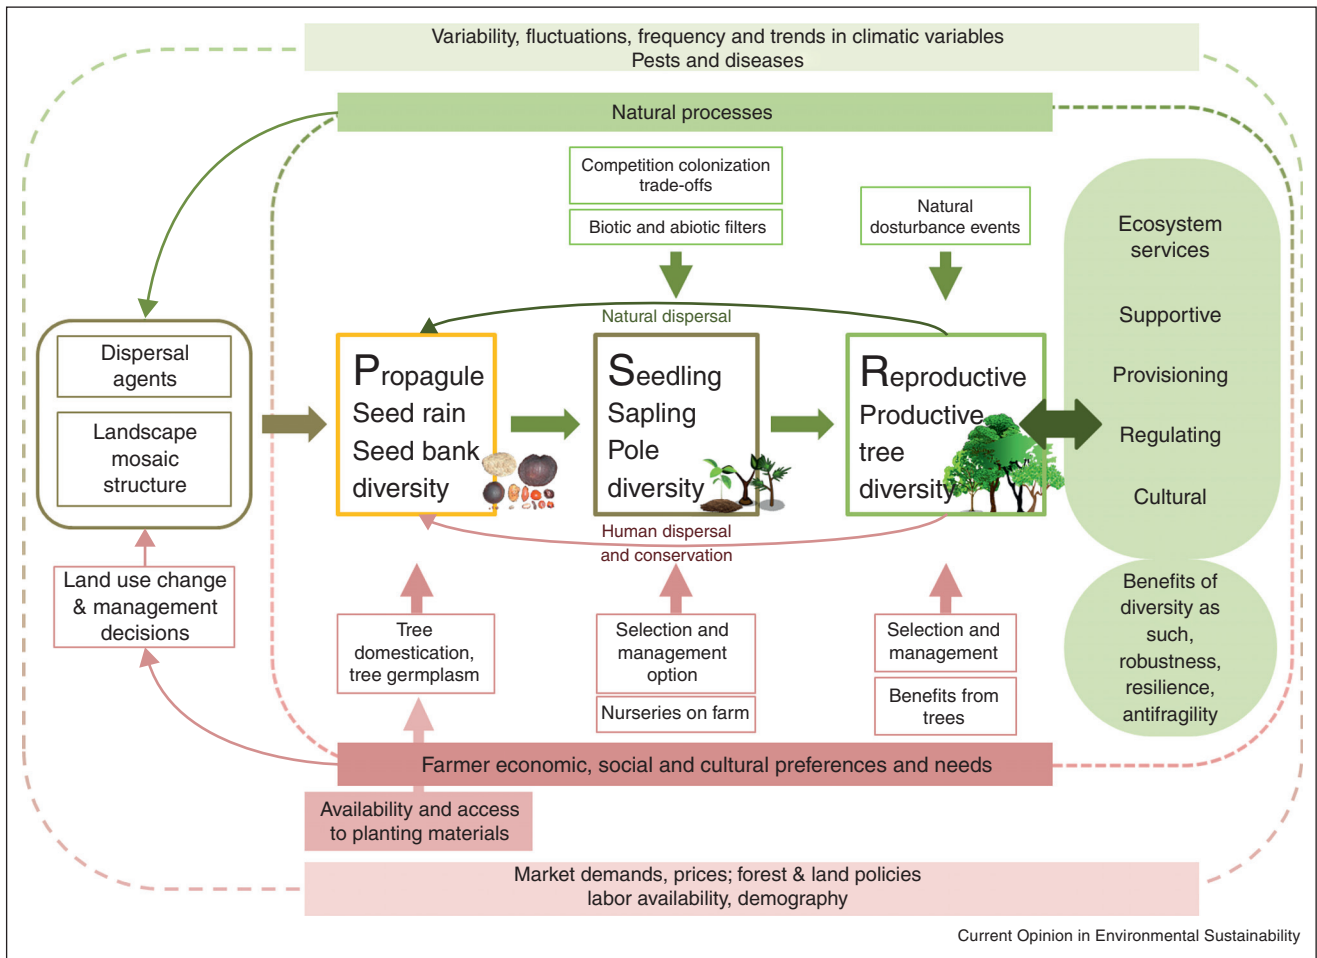 Variability, fluctuations, frequency and trends in climatic variables
Pests and diseases
Natural processes
Competition colonization
trade-offs
Biotic and abiotic filters
Natural
dosturbance events
Ecosystem
services
Supportive
Provisioning
Regulating
Cultural
Natural dispersal
Dispersal
agents
Landscape
mosaic
structure
Propagule
Seed rain
Seed bank
diversity
Seedling
Sapling
Pole
diversity
Reproductive
Productive
tree
diversity
Human dispersal
and conservation
Land use change
& management
decisions
Tree
domestication,
tree germplasm
Selection and
management
option
Nurseries on farm
Selection and
management
Benefits from
trees
Benefits of
diversity as
such,
robustness,
resilience,
antifragility
Farmer economic, social and cultural preferences and needs
Availability and access
to planting materials
Market demands, prices; forest & land policies
labor availability, demography
Current Opinion in Environmental Sustainability